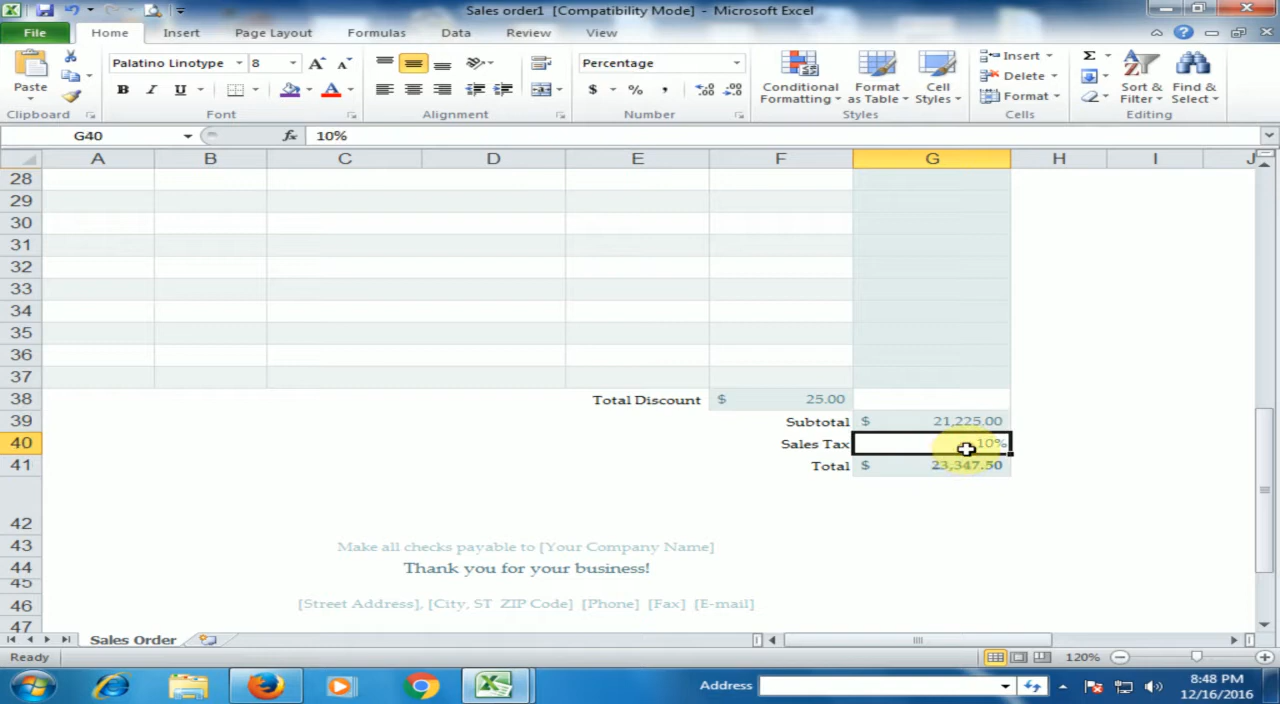 Sales order1 [Compatibility Mode] - Microsoft Excel
File Home Insert Page Layout Formulas Data Review View
Palatino Linotype 8 Percentage Insert
Paste B I U $ % , Conditional Formatting Format as Table Cell Styles Delete Format Sort & Filter Find & Select
Clipboard Font Alignment Number Styles Cells Editing
G40 fx 10%
A B C D E F G H I J
28
29
30
31
32
33
34
35
36
37
38 Total Discount $ 25.00
39 Subtotal $ 21,225.00
40 Sales Tax 10%
41 Total $ 23,347.50
42
43 Make all checks payable to [Your Company Name]
44 Thank you for your business!
45
46 [Street Address], [City, ST ZIP Code] [Phone] [Fax] [E-mail]
47
Sales Order
Ready 120%
Address 8:48 PM
12/16/2016